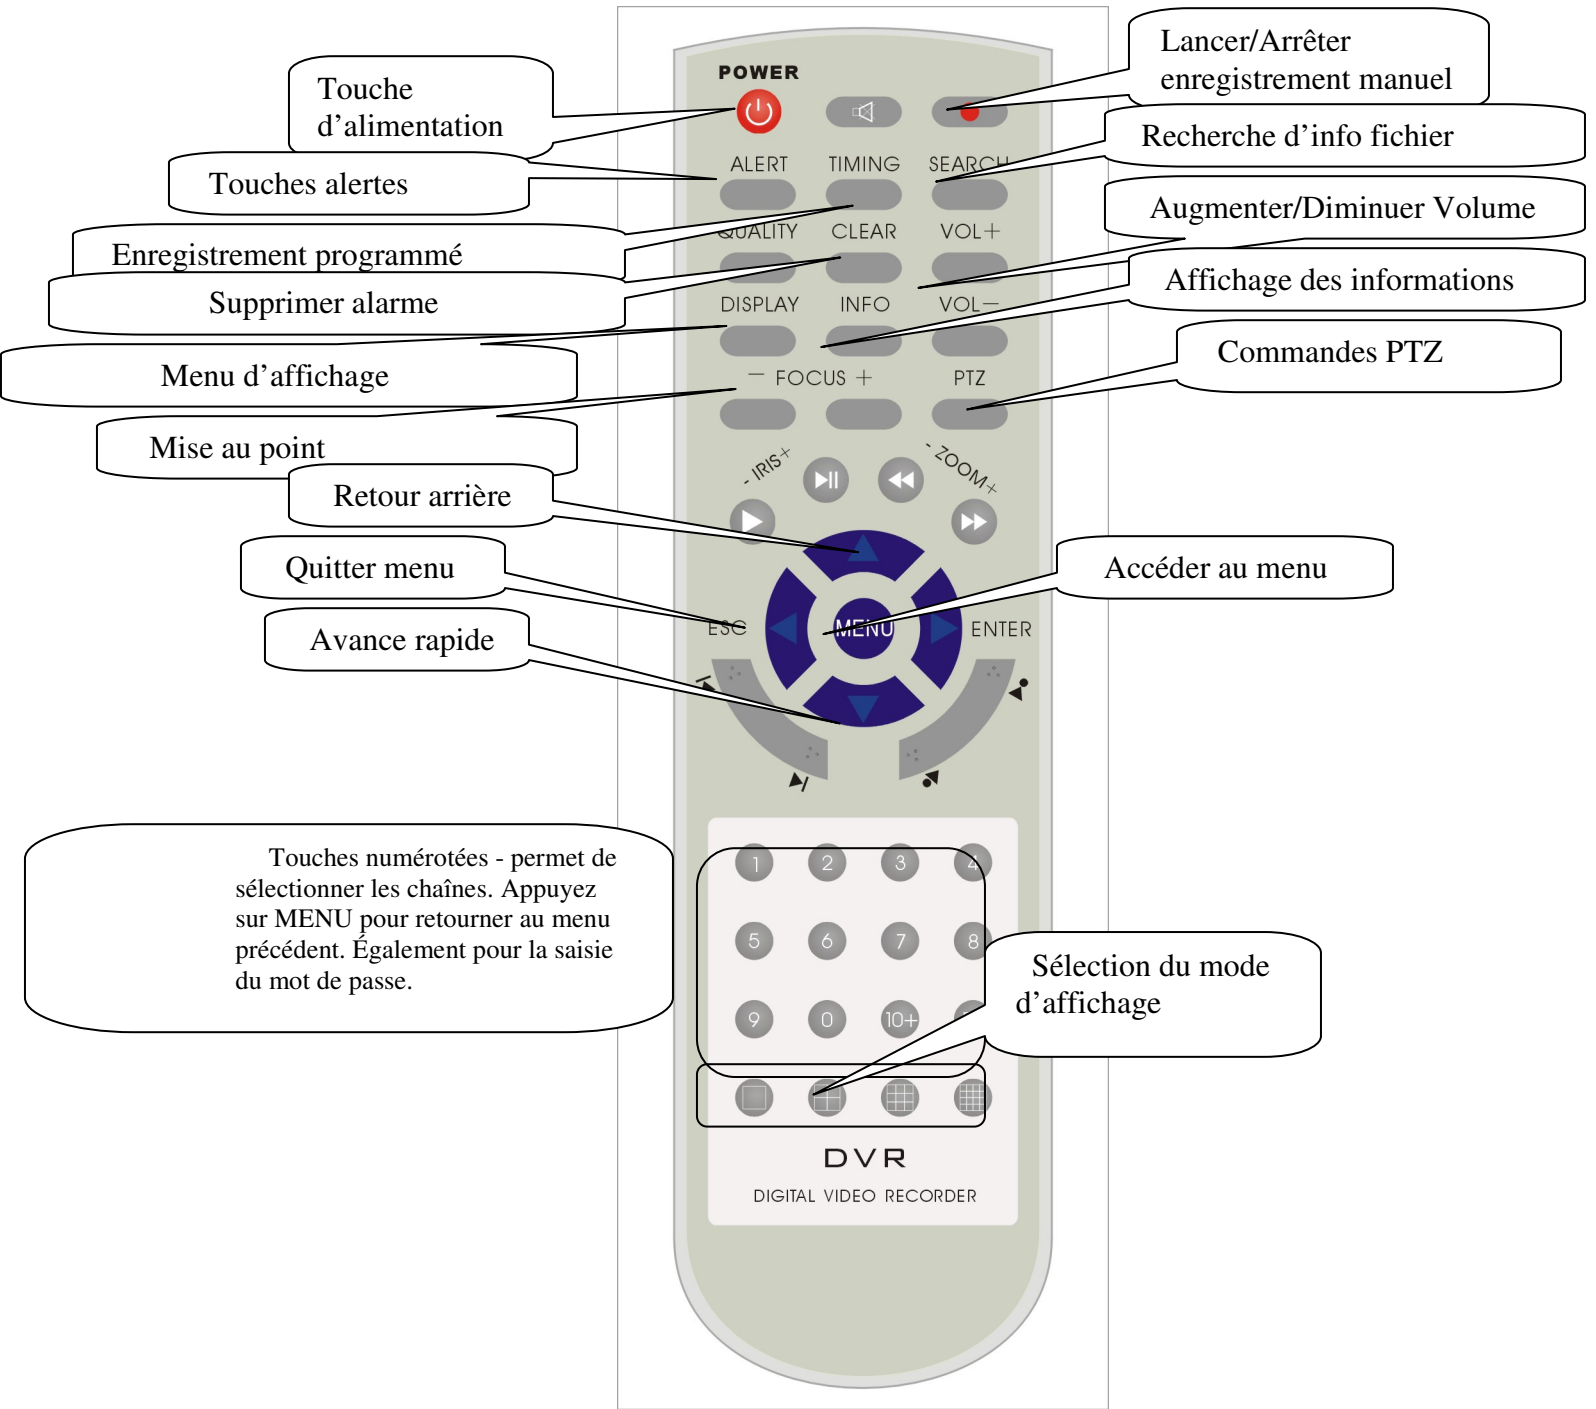 Lancer/Arrêter
enregistrement manuel
POWER
Touche
d’alimentation
Recherche d’info fichier
ALERT TIMING SEARCH
Touches alertes
Augmenter/Diminuer Volume
QUALITY CLEAR VOL+
Enregistrement programmé
Affichage des informations
Supprimer alarme
DISPLAY INFO VOL−
Commandes PTZ
Menu d’affichage
− FOCUS + PTZ
Mise au point
- IRIS+
- ZOOM+
Retour arrière
Quitter menu
Accéder au menu
ESC MENU ENTER
Avance rapide
Touches numérotées - permet de
sélectionner les chaînes. Appuyez
sur MENU pour retourner au menu
précédent. Également pour la saisie
du mot de passe.
1 2 3 4
5 6 7 8
Sélection du mode
d’affichage
9 0 10+
DVR
DIGITAL VIDEO RECORDER